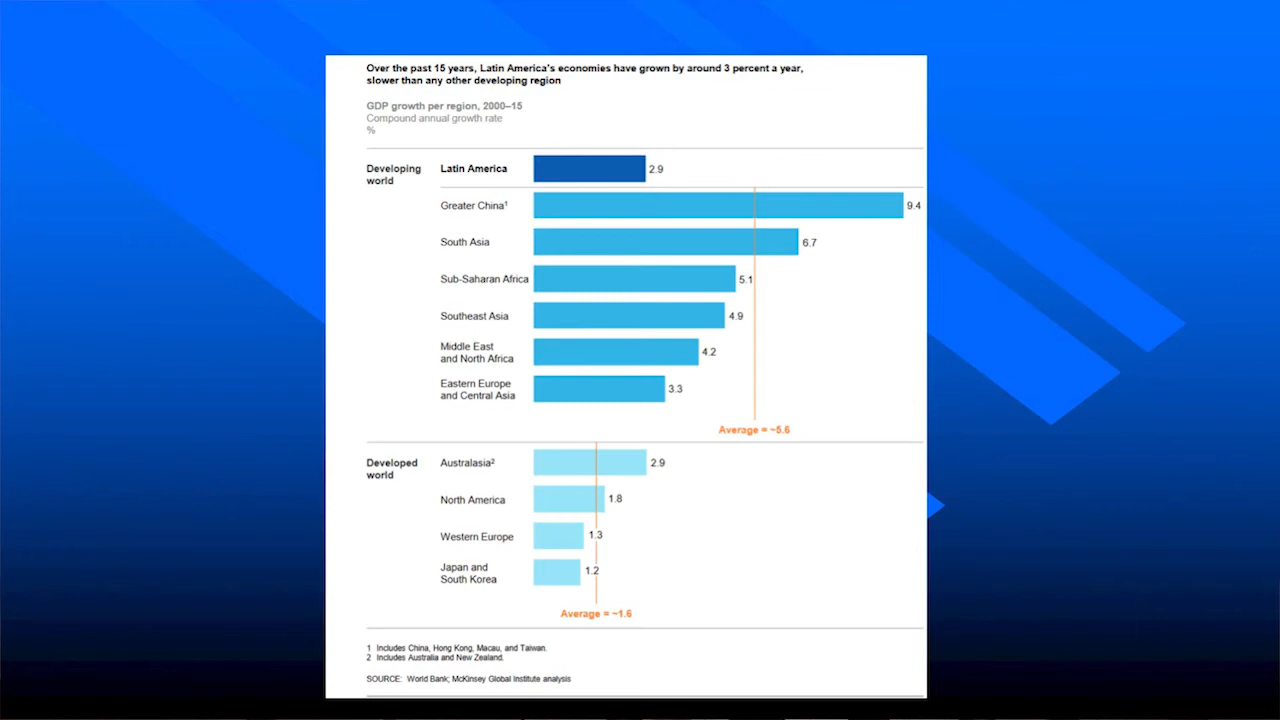 Over the past 15 years, Latin America's economies have grown by around 3 percent a year,
slower than any other developing region
GDP growth per region, 2000–15
Compound annual growth rate
%
Developing
world
Latin America
2.9
Greater China¹
9.4
South Asia
6.7
Sub-Saharan Africa
5.1
Southeast Asia
4.9
Middle East
and North Africa
4.2
Eastern Europe
and Central Asia
3.3
Average = ~5.6
Developed
world
Australasia²
2.9
North America
1.8
Western Europe
1.3
Japan and
South Korea
1.2
Average = ~1.6
1 Includes China, Hong Kong, Macau, and Taiwan.
2 Includes Australia and New Zealand.
SOURCE: World Bank; McKinsey Global Institute analysis